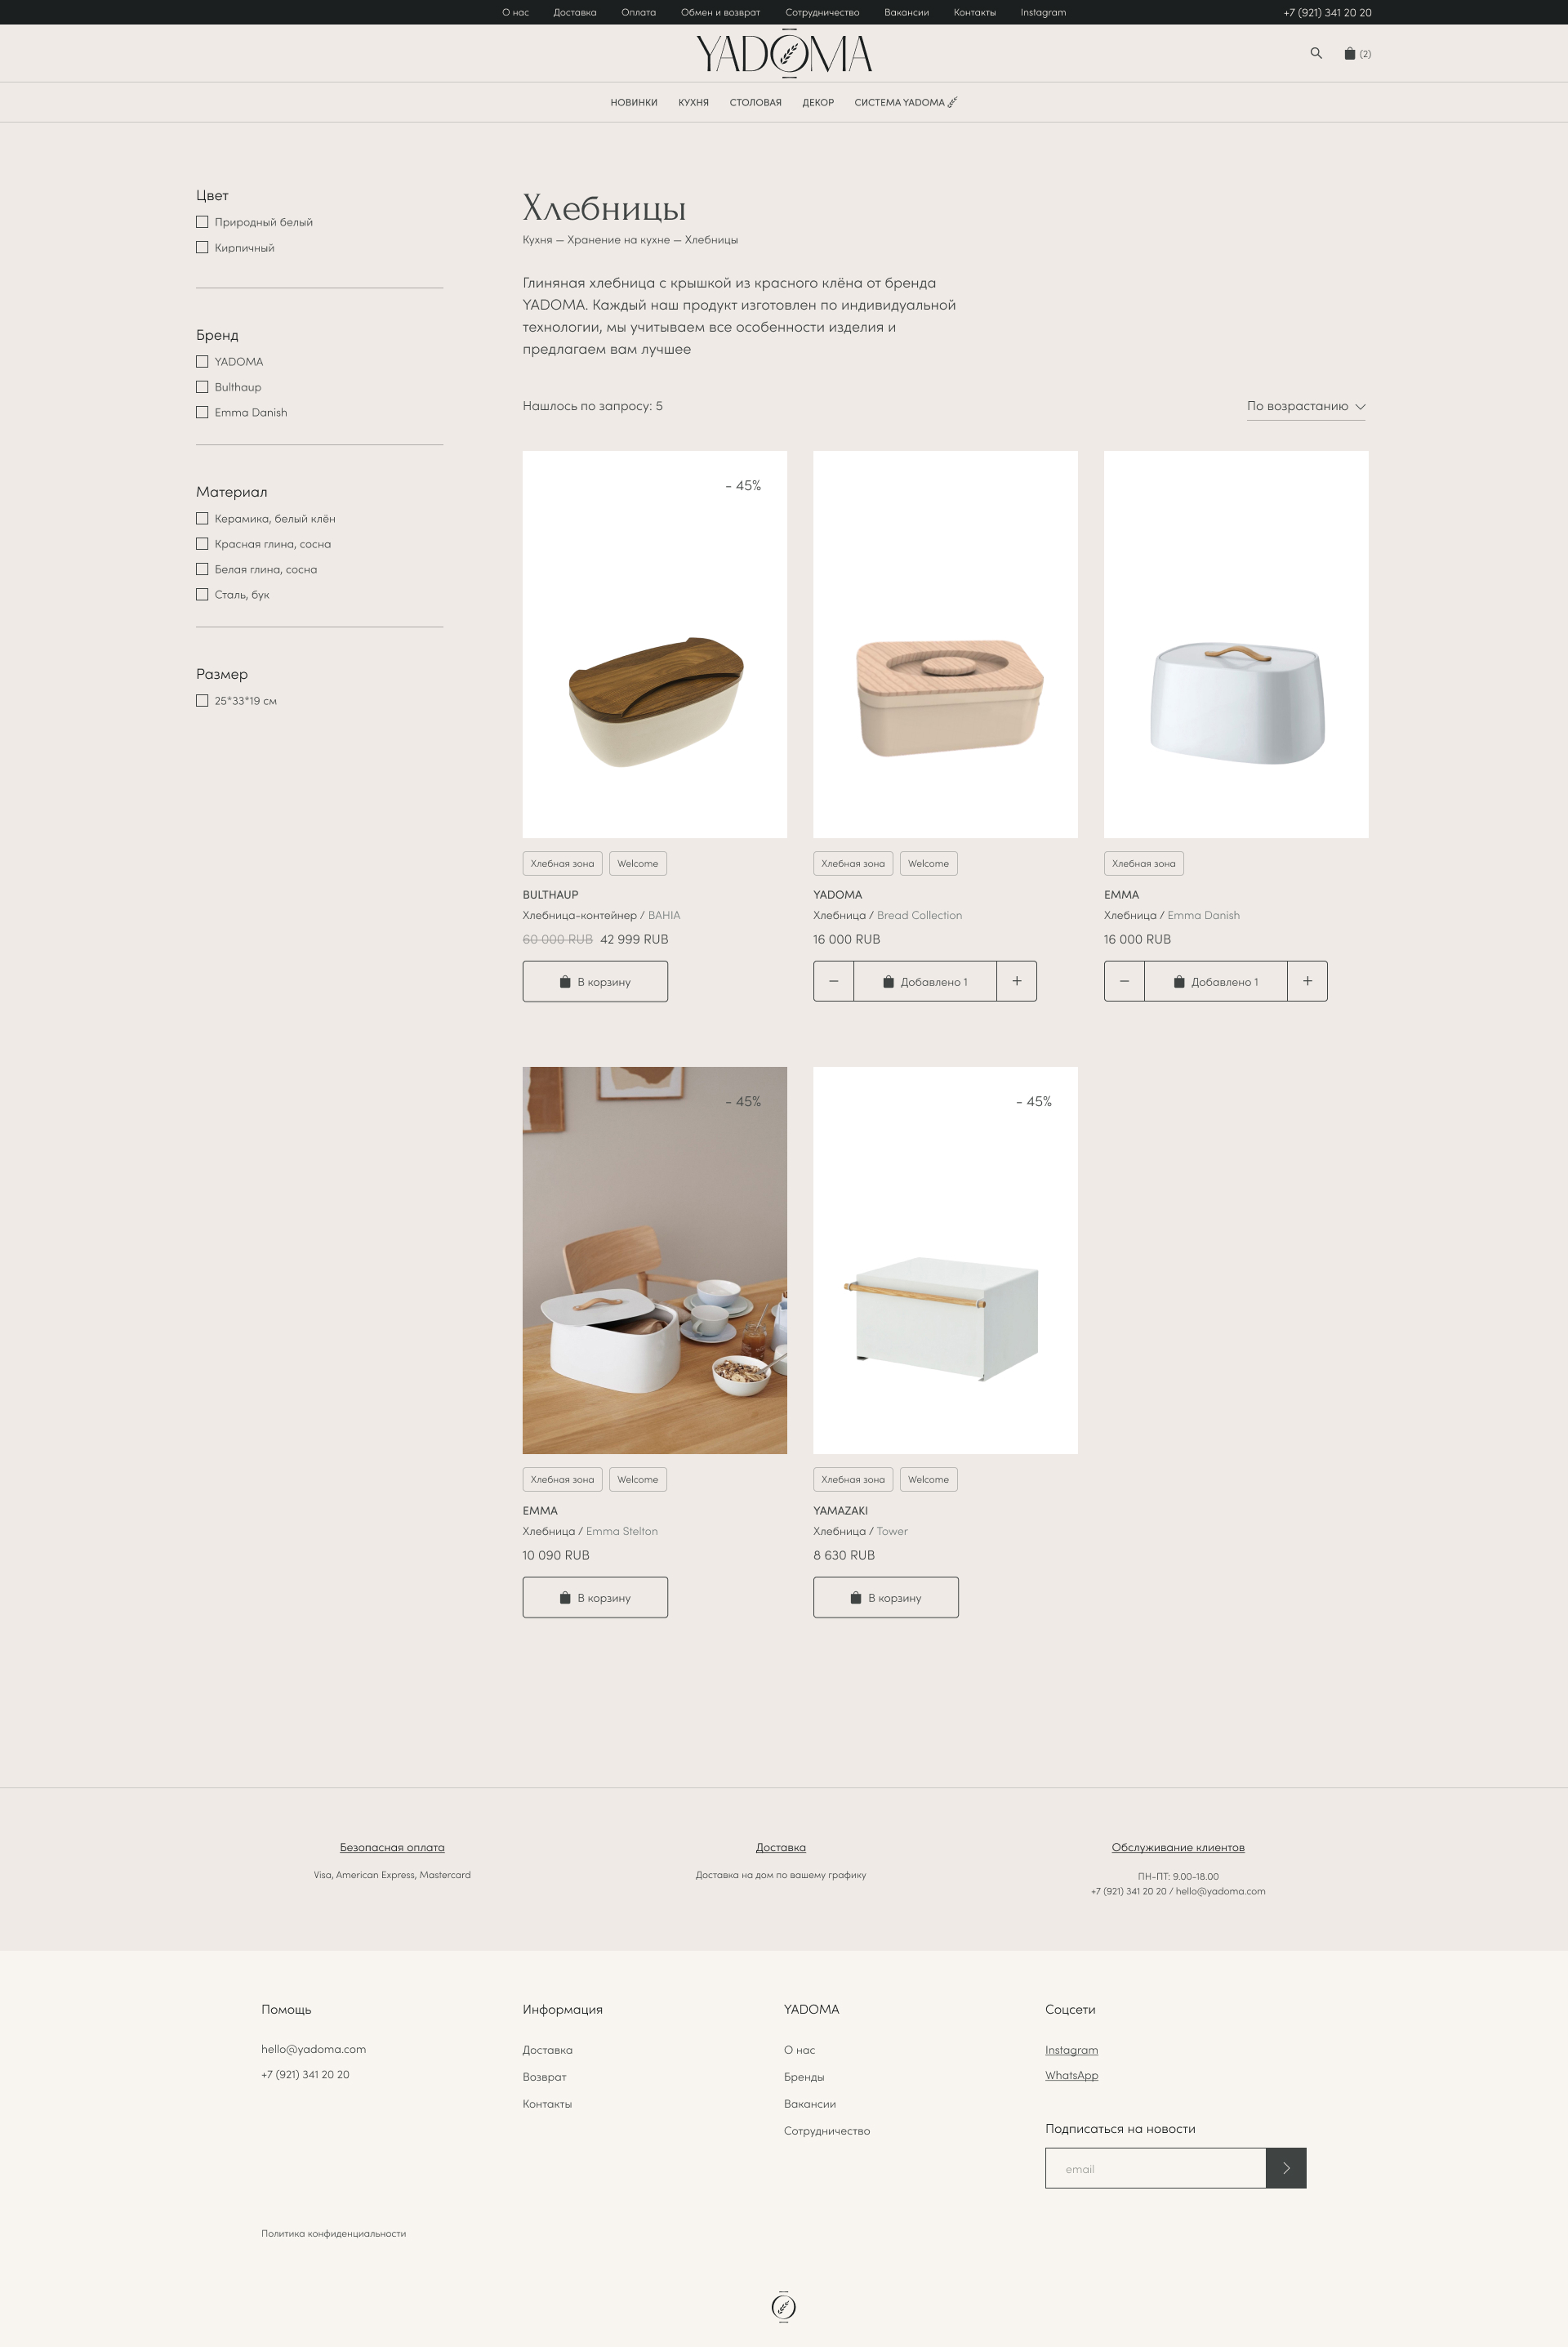 О нас Доставка Оплата Обмен и возврат Сотрудничество Вакансии Контакты Instagram +7 (921) 341 20 20
YADOMA
(2)
НОВИНКИ КУХНЯ СТОЛОВАЯ ДЕКОР СИСТЕМА YADOMA
Цвет
Природный белый
Кирпичный
Бренд
YADOMA
Bulthaup
Emma Danish
Материал
Керамика, белый клён
Красная глина, сосна
Белая глина, сосна
Сталь, бук
Размер
25*33*19 см
Хлебницы
Кухня — Хранение на кухне — Хлебницы
Глиняная хлебница с крышкой из красного клёна от бренда
YADOMA. Каждый наш продукт изготовлен по индивидуальной
технологии, мы учитываем все особенности изделия и
предлагаем вам лучшее
Нашлось по запросу: 5
По возрастанию
- 45%
Хлебная зона Welcome
BULTHAUP
Хлебница-контейнер / BAHIA
60 000 RUB 42 999 RUB
В корзину
Хлебная зона Welcome
YADOMA
Хлебница / Bread Collection
16 000 RUB
− Добавлено 1 +
Хлебная зона
EMMA
Хлебница / Emma Danish
16 000 RUB
− Добавлено 1 +
- 45%
Хлебная зона Welcome
EMMA
Хлебница / Emma Stelton
10 090 RUB
В корзину
- 45%
Хлебная зона Welcome
YAMAZAKI
Хлебница / Tower
8 630 RUB
В корзину
Безопасная оплата
Visa, American Express, Mastercard
Доставка
Доставка на дом по вашему графику
Обслуживание клиентов
ПН-ПТ: 9.00-18.00
+7 (921) 341 20 20 / hello@yadoma.com
Помощь
hello@yadoma.com
+7 (921) 341 20 20
Информация
Доставка
Возврат
Контакты
YADOMA
О нас
Бренды
Вакансии
Сотрудничество
Соцсети
Instagram
WhatsApp
Подписаться на новости
email
Политика конфиденциальности